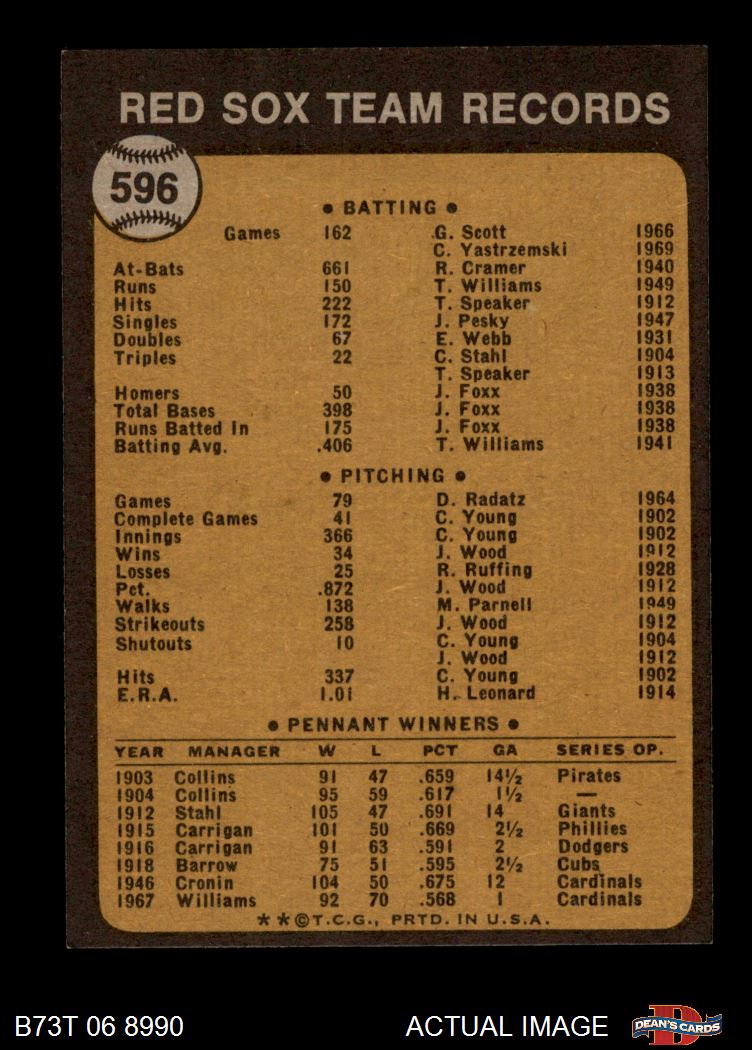 RED SOX TEAM RECORDS
596
• BATTING •
Games 162 G. Scott 1966
C. Yastrzemski 1969
At-Bats 661 R. Cramer 1940
Runs 150 T. Williams 1949
Hits 222 T. Speaker 1912
Singles 172 J. Pesky 1947
Doubles 67 E. Webb 1931
Triples 22 C. Stahl 1904
T. Speaker 1913
Homers 50 J. Foxx 1938
Total Bases 398 J. Foxx 1938
Runs Batted In 175 J. Foxx 1938
Batting Avg. .406 T. Williams 1941
• PITCHING •
Games 79 D. Radatz 1964
Complete Games 41 C. Young 1902
Innings 366 C. Young 1902
Wins 34 J. Wood 1912
Losses 25 R. Ruffing 1928
Pct. .872 J. Wood 1912
Walks 138 M. Parnell 1949
Strikeouts 258 J. Wood 1912
Shutouts 10 C. Young 1904
J. Wood 1912
Hits 337 C. Young 1902
E.R.A. 1.01 H. Leonard 1914
• PENNANT WINNERS •
YEAR MANAGER W L PCT GA SERIES OP.
1903 Collins 91 47 .659 14½ Pirates
1904 Collins 95 59 .617 1½ —
1912 Stahl 105 47 .691 14 Giants
1915 Carrigan 101 50 .669 2½ Phillies
1916 Carrigan 91 63 .591 2 Dodgers
1918 Barrow 75 51 .595 2½ Cubs
1946 Cronin 104 50 .675 12 Cardinals
1967 Williams 92 70 .568 1 Cardinals
**©T.C.G., PRTD. IN U.S.A.
B73T 06 8990 ACTUAL IMAGE DEAN'S CARDS